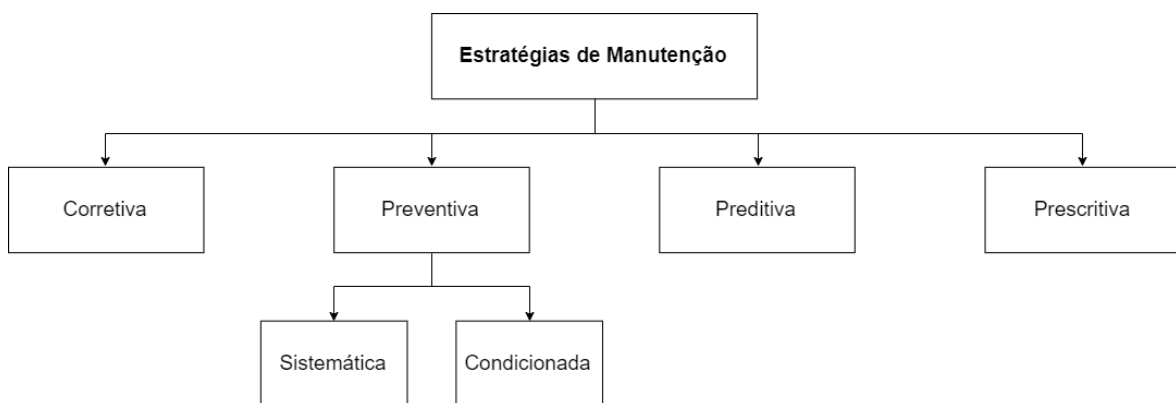 Estratégias de Manutenção
Corretiva
Preventiva
Preditiva
Prescritiva
Sistemática
Condicionada